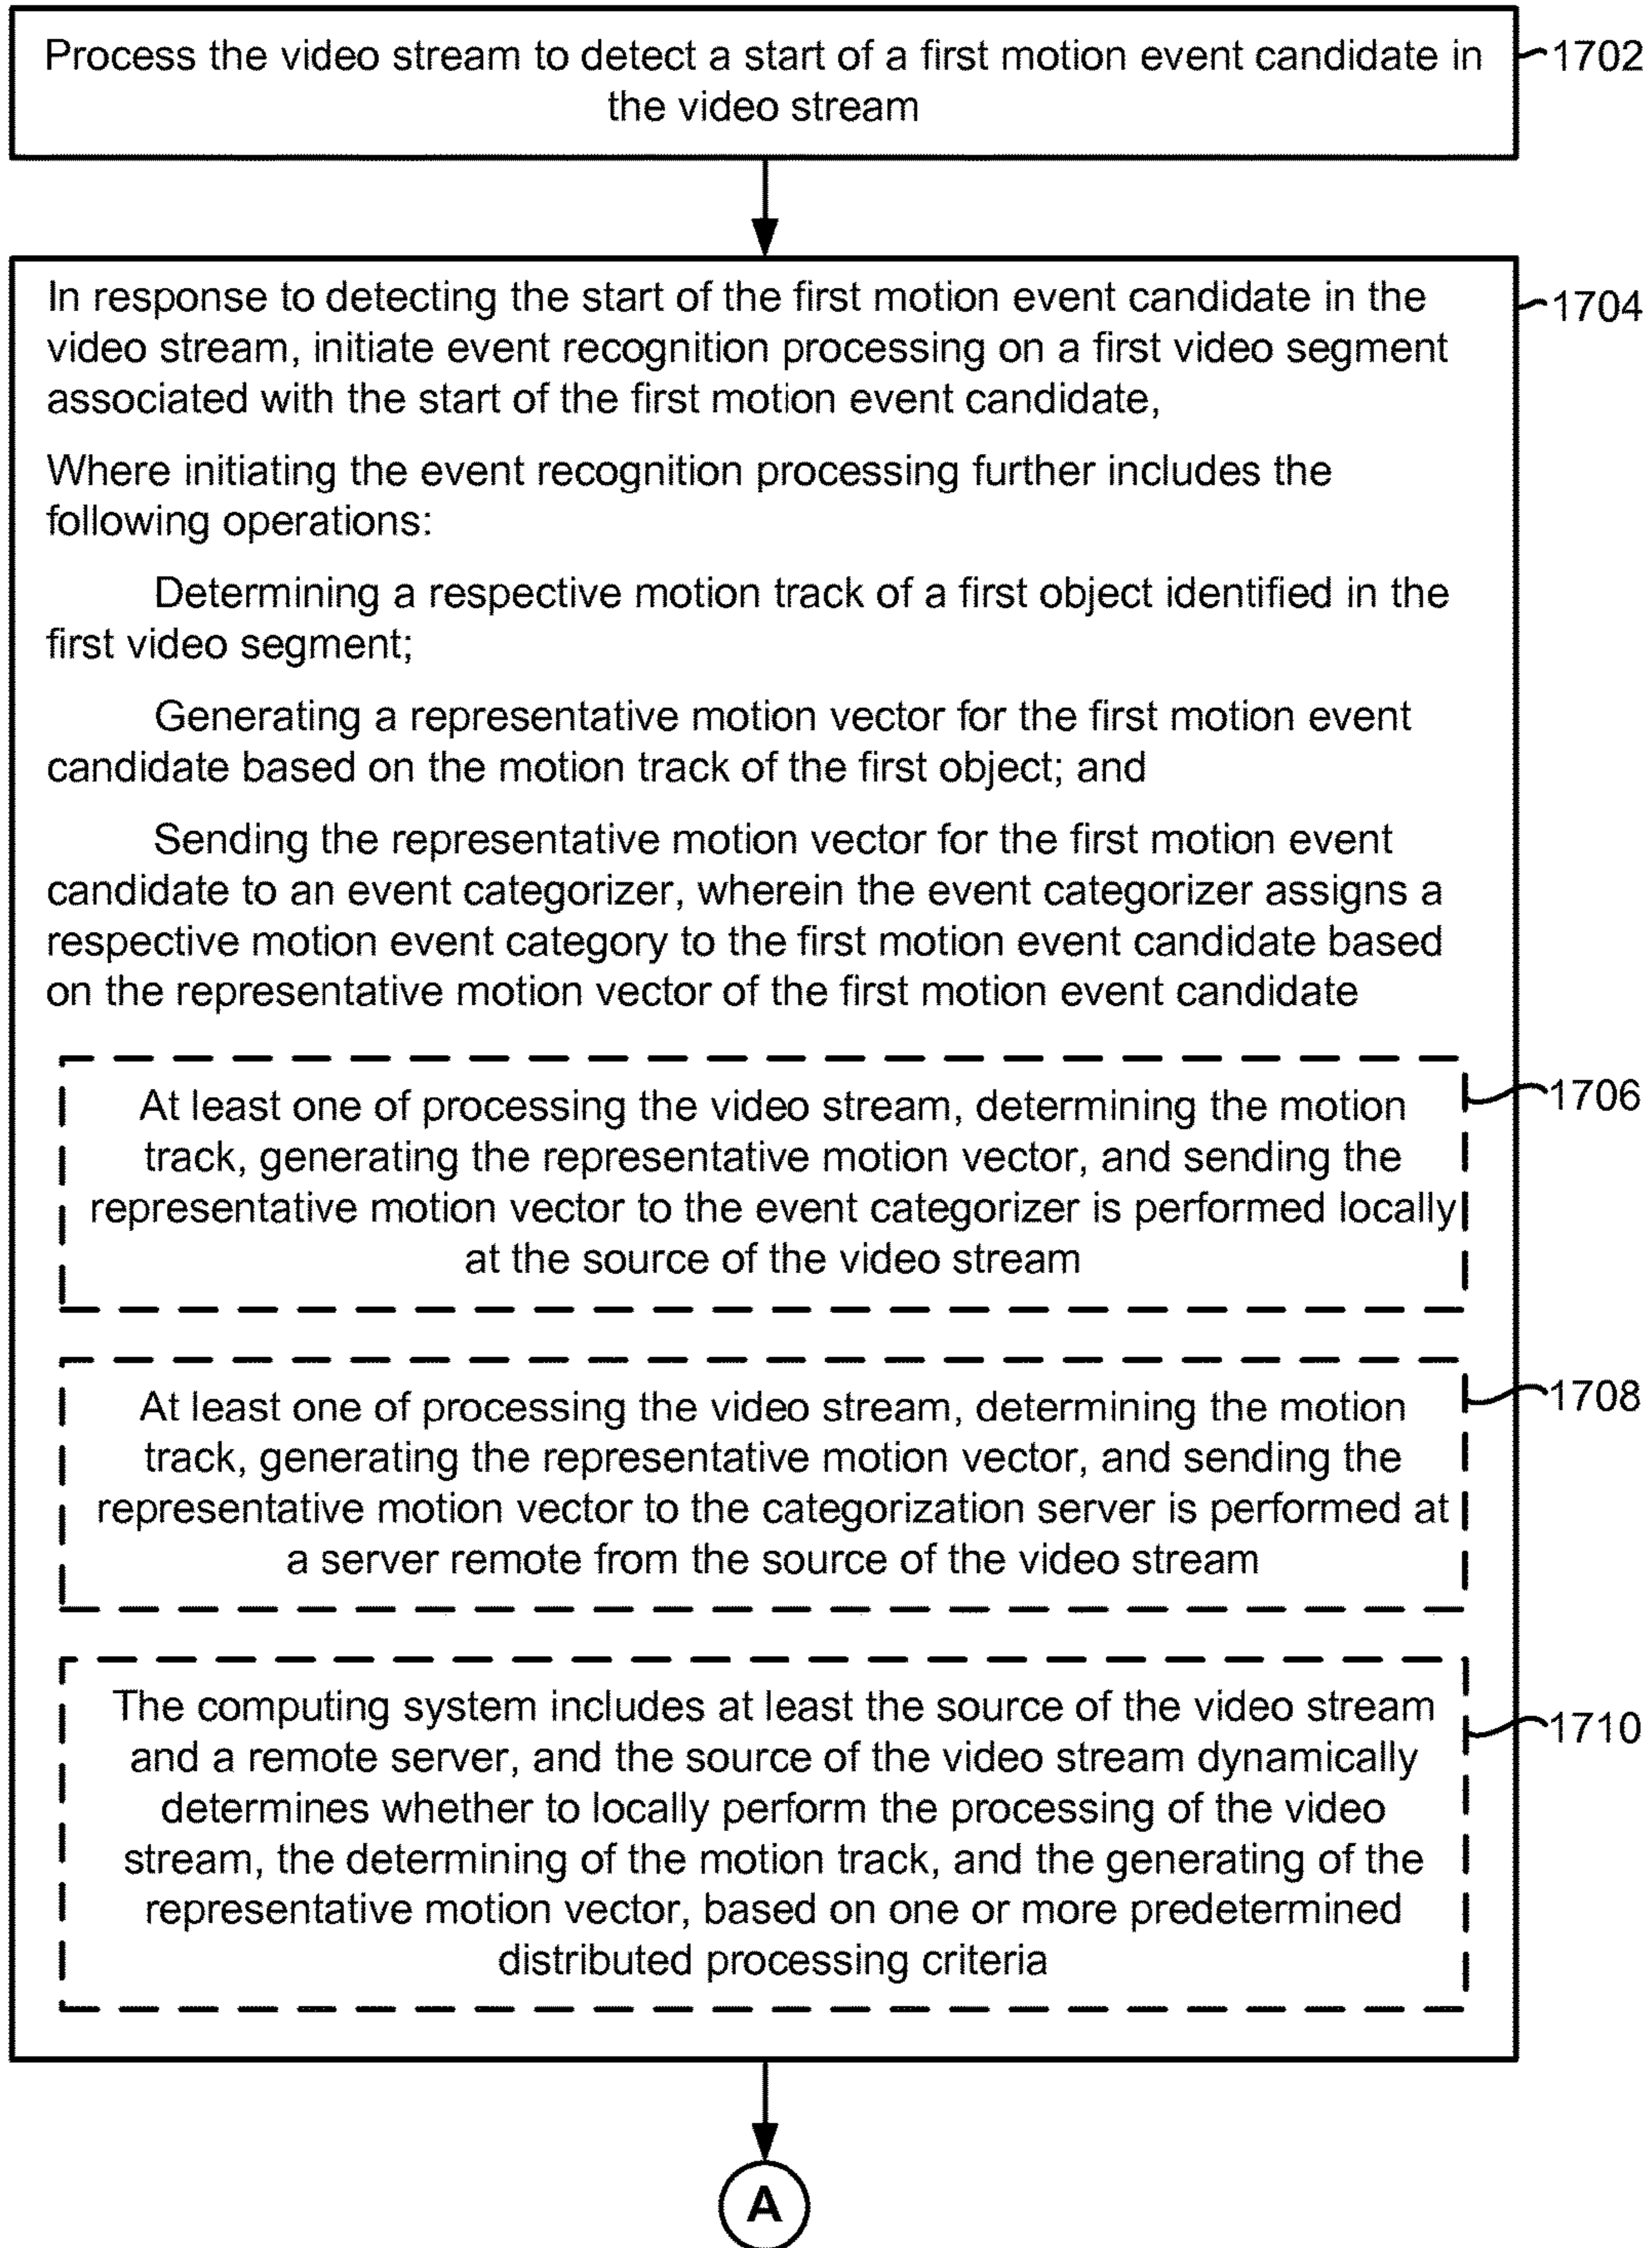 Process the video stream to detect a start of a first motion event candidate in
the video stream
1702
In response to detecting the start of the first motion event candidate in the
video stream, initiate event recognition processing on a first video segment
associated with the start of the first motion event candidate,
1704
Where initiating the event recognition processing further includes the
following operations:
Determining a respective motion track of a first object identified in the
first video segment;
Generating a representative motion vector for the first motion event
candidate based on the motion track of the first object; and
Sending the representative motion vector for the first motion event
candidate to an event categorizer, wherein the event categorizer assigns a
respective motion event category to the first motion event candidate based
on the representative motion vector of the first motion event candidate
At least one of processing the video stream, determining the motion
track, generating the representative motion vector, and sending the
representative motion vector to the event categorizer is performed locally
at the source of the video stream
1706
At least one of processing the video stream, determining the motion
track, generating the representative motion vector, and sending the
representative motion vector to the categorization server is performed at
a server remote from the source of the video stream
1708
The computing system includes at least the source of the video stream
and a remote server, and the source of the video stream dynamically
determines whether to locally perform the processing of the video
stream, the determining of the motion track, and the generating of the
representative motion vector, based on one or more predetermined
distributed processing criteria
1710
A